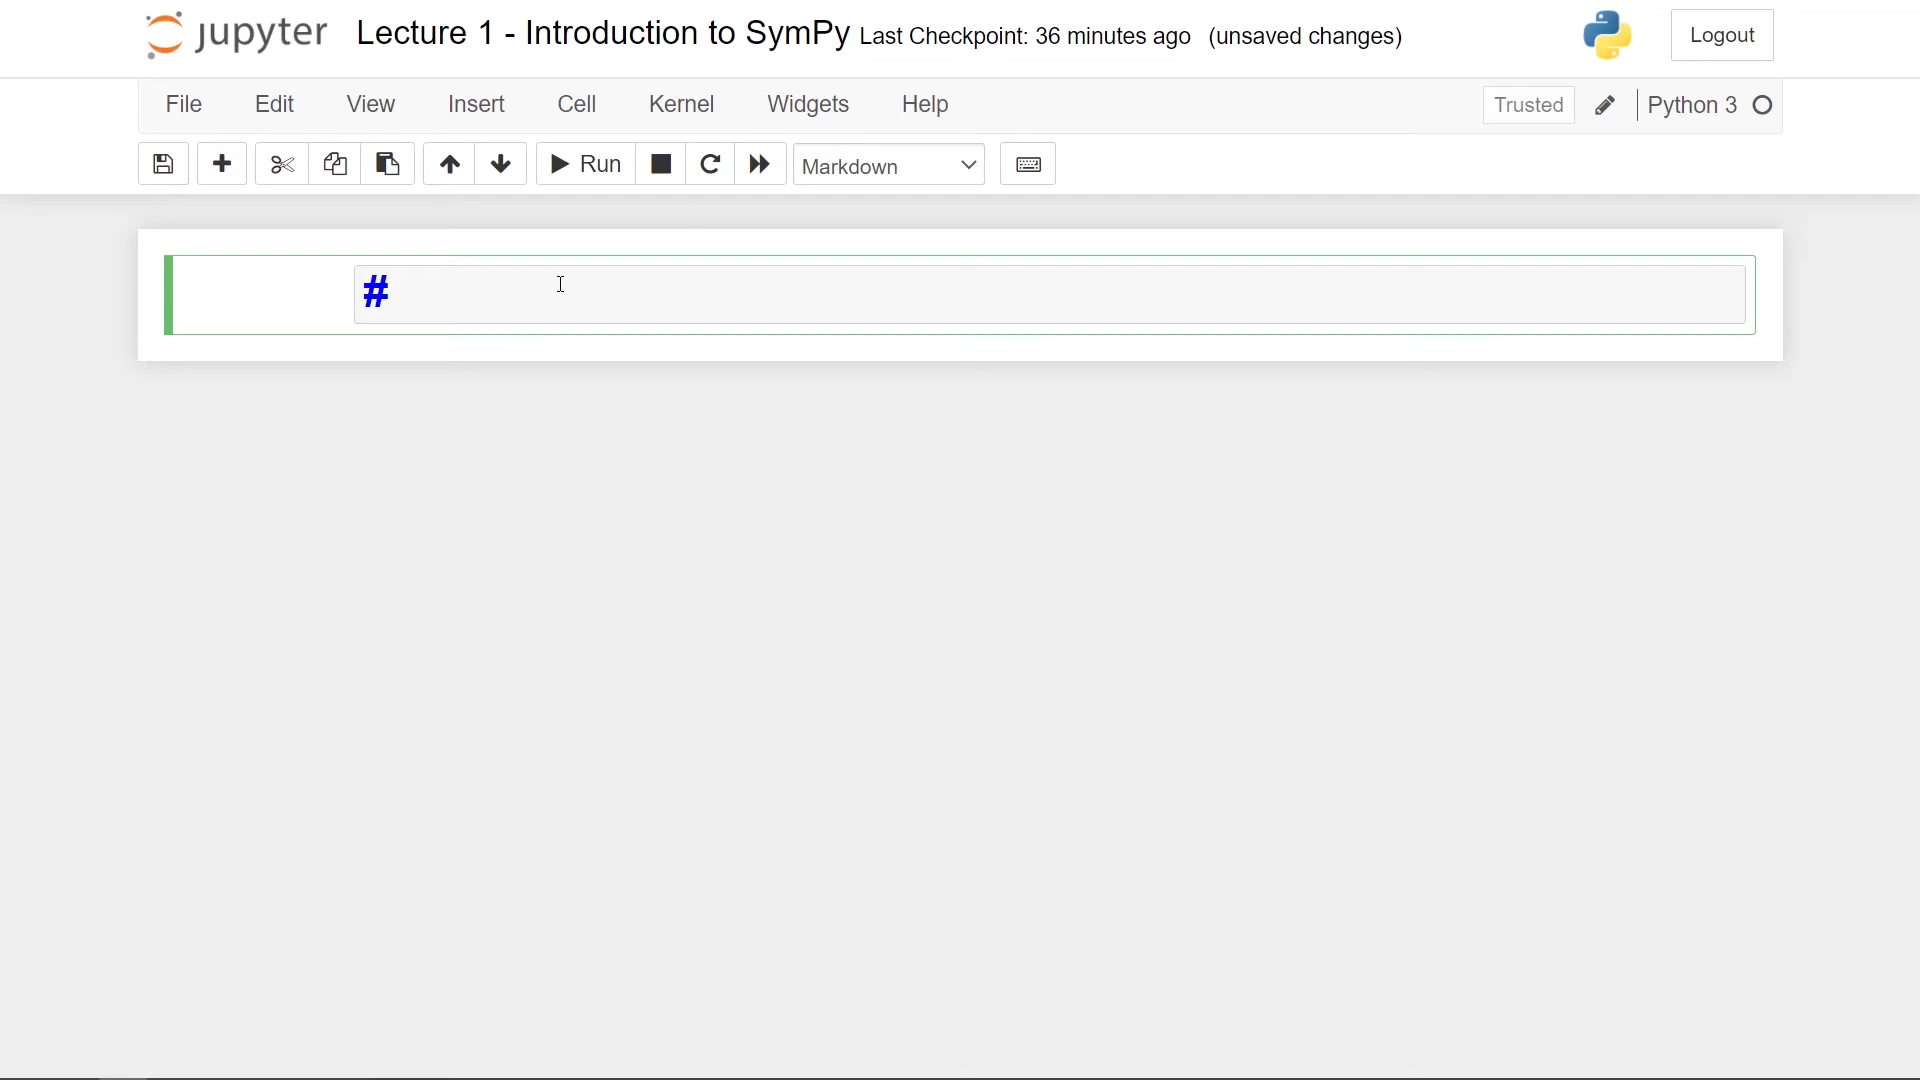 jupyter Lecture 1 - Introduction to SymPy Last Checkpoint: 36 minutes ago (unsaved changes) Logout
File Edit View Insert Cell Kernel Widgets Help Trusted Python 3
Run Markdown
#